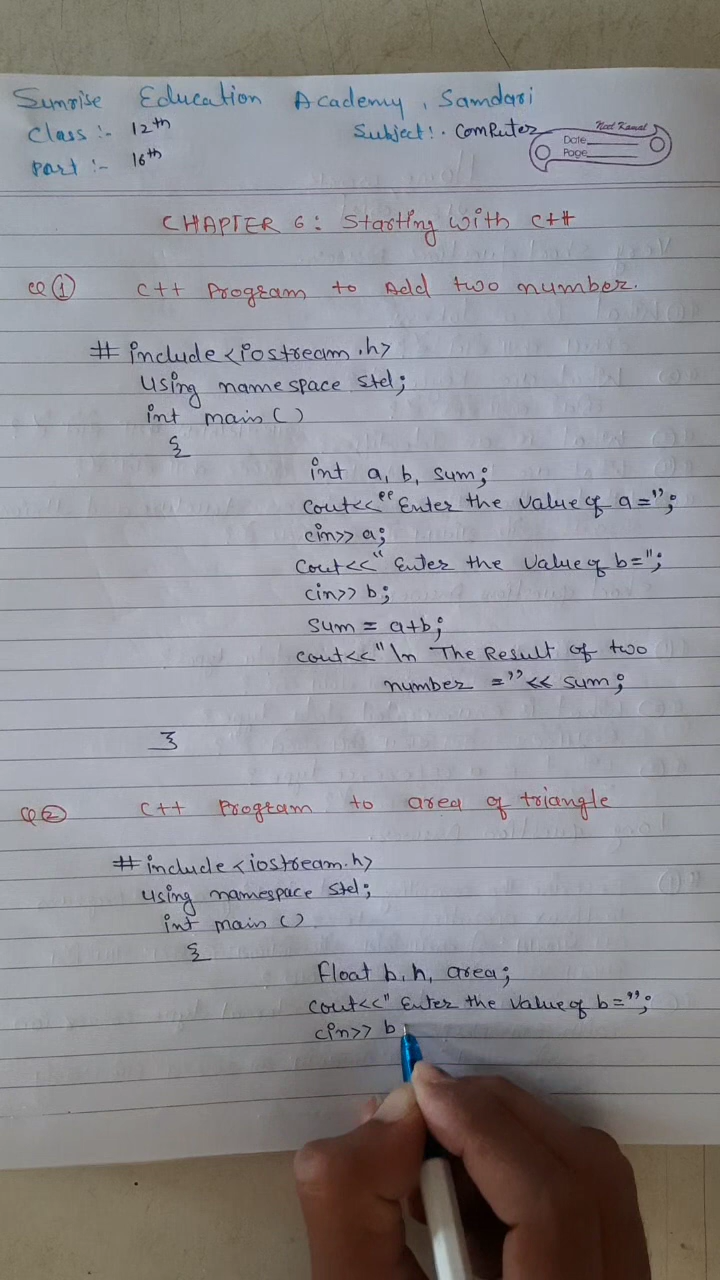 Sunrise Education Academy, Samdari
Class :- 12th
Subject :- Computer
Part :- 16th
Neel Kamal
Date
Page
CHAPTER 6: Starting with C++
Q ① C++ Program to Add two number.
# include <iostream.h>
using namespace std;
int main ()
{
int a, b, sum;
cout<<"Enter the value of a=";
cin>> a;
cout<<"Enter the value of b=";
cin>> b;
sum = a+b;
cout<<"\n The Result of two
number ="<< sum;
}
Q ② C++ Program to area of triangle
# include <iostream.h>
using namespace std;
int main ()
{
float b, h, area;
cout<<"Enter the value of b=";
cin>> b